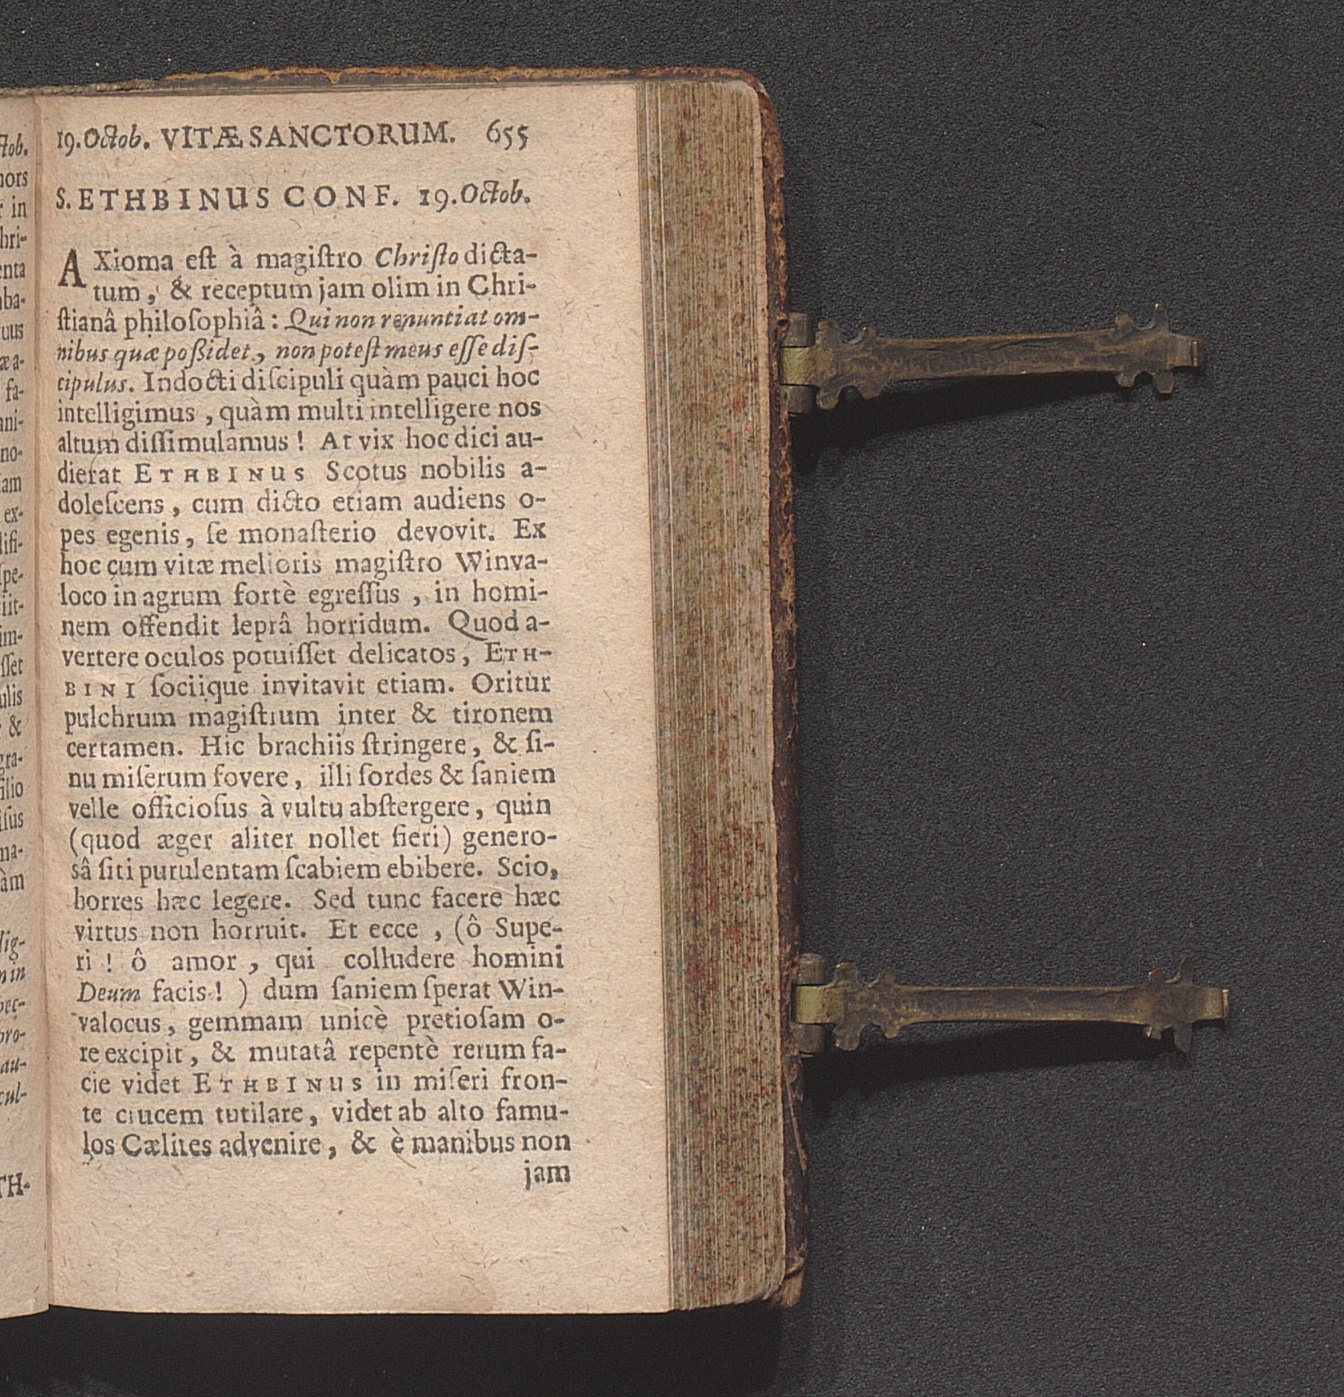 19. Octob. VITÆ SANCTORUM. 655
S. ETHBINUS CONF. 19. Octob.
AXioma est à magistro Christo dicta-
tum, & receptum jam olim in Chri-
stianâ philosophiâ: Qui non renuntiat om-
nibus quæ poßidet, non potest meus esse dis-
cipulus. Indocti discipuli quàm pauci hoc
intelligimus, quàm multi intelligere nos
altum dissimulamus! At vix hoc dici au-
dierat ETHBINUS Scotus nobilis a-
dolescens, cum dicto etiam audiens o-
pes egenis, se monasterio devovit. Ex
hoc cum vitæ melioris magistro Winva-
loco in agrum fortè egressus, in homi-
nem offendit leprâ horridum. Quod a-
vertere oculos potuisset delicatos, ETH-
BINI sociique invitavit etiam. Oritur
pulchrum magistrum inter & tironem
certamen. Hic brachiis stringere, & si-
nu miserum fovere, illi sordes & saniem
velle officiosus à vultu abstergere, quin
(quod æger aliter nollet fieri) genero-
sâ siti purulentam scabiem ebibere. Scio,
horres hæc legere. Sed tunc facere hæc
virtus non horruit. Et ecce, (ô Supe-
ri! ô amor, qui colludere homini
Deum facis!) dum saniem sperat Win-
valocus, gemmam unicè pretiosam o-
re excipit, & mutatâ repentè rerum fa-
cie videt ETHBINUS in miseri fron-
te crucem rutilare, videt ab alto famu-
los Cælites advenire, & è manibus non
jam